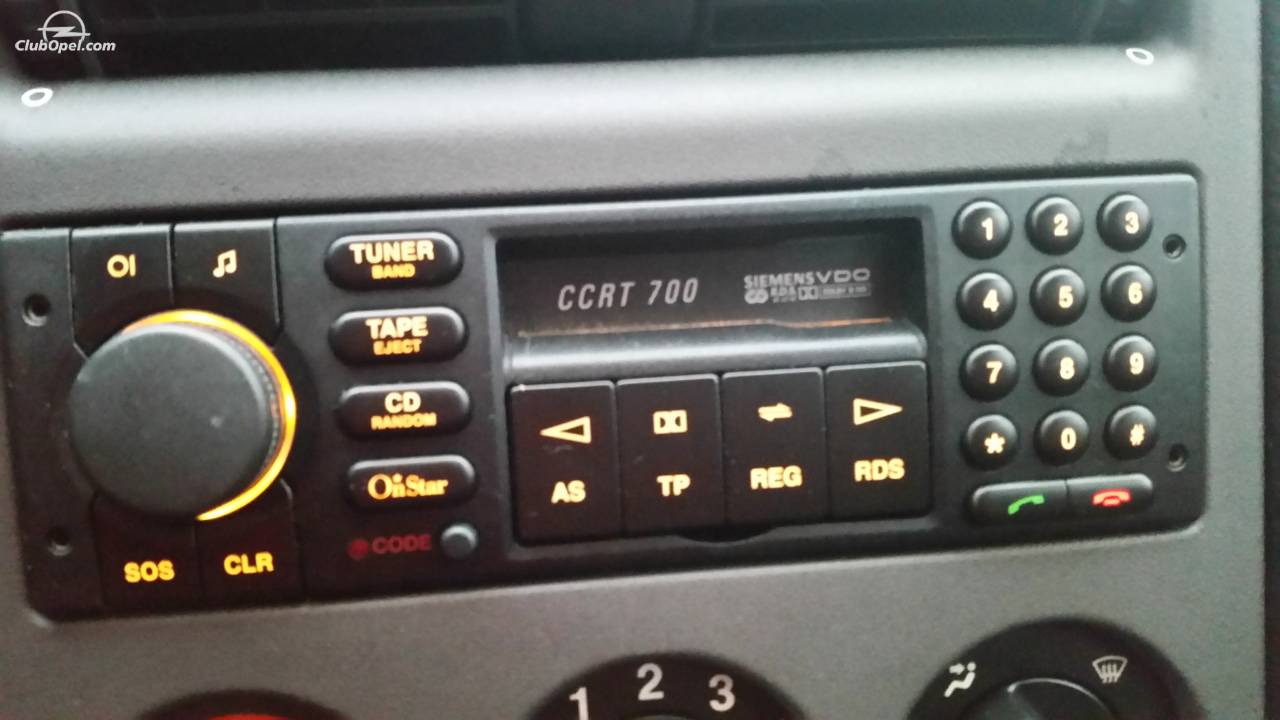 ClubOpel.com
TUNER
BAND
TAPE
EJECT
CD
RANDOM
OnStar
CODE
SOS
CLR
CCRT 700
SIEMENS VDO
AS
TP
REG
RDS
1 2 3
4 5 6
7 8 9
* 0 #
1 2 3